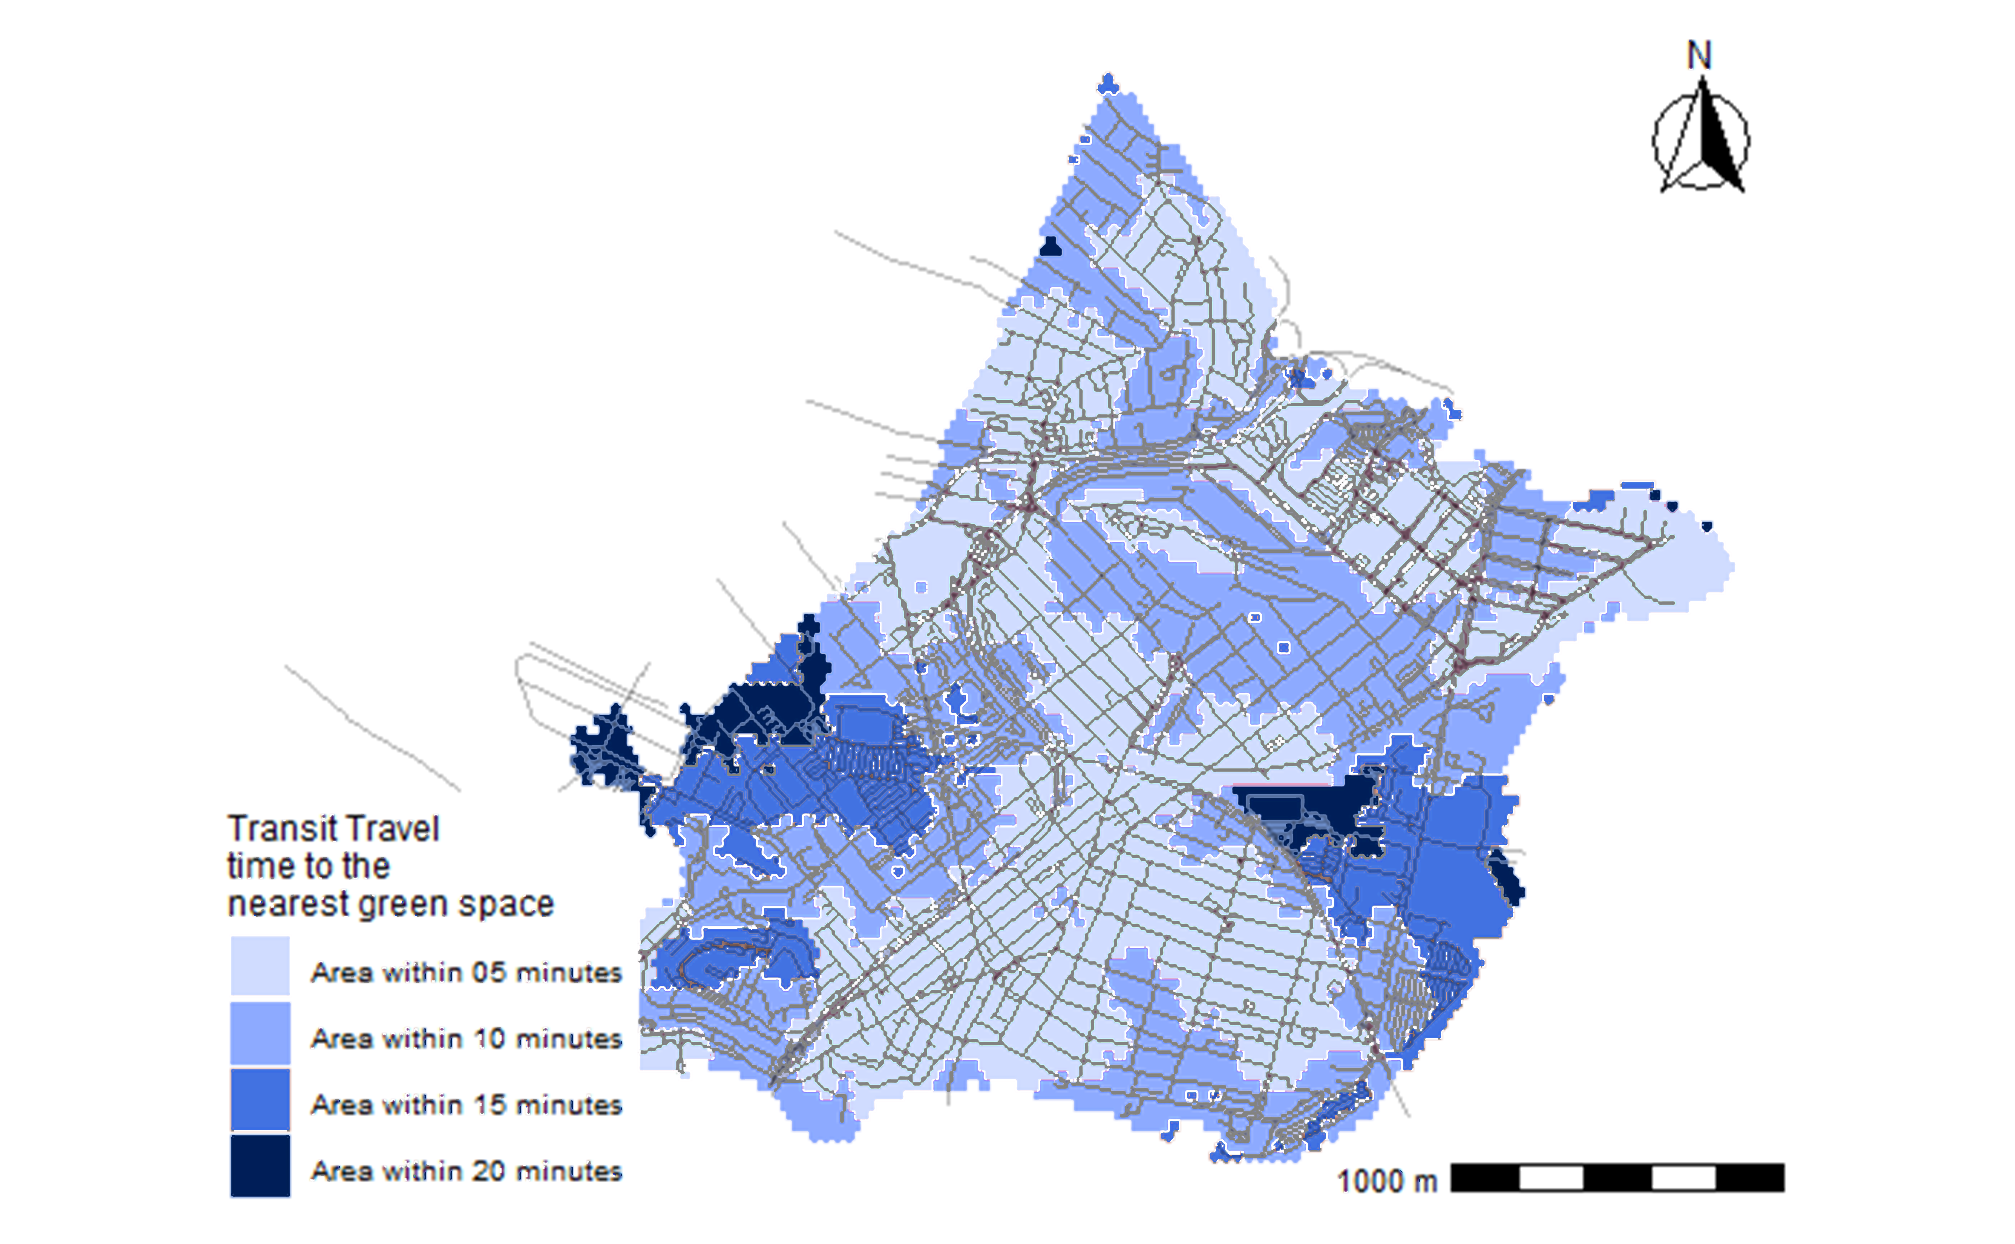 N
Transit Travel
time to the
nearest green space
Area within 05 minutes
Area within 10 minutes
Area within 15 minutes
Area within 20 minutes
1000 m